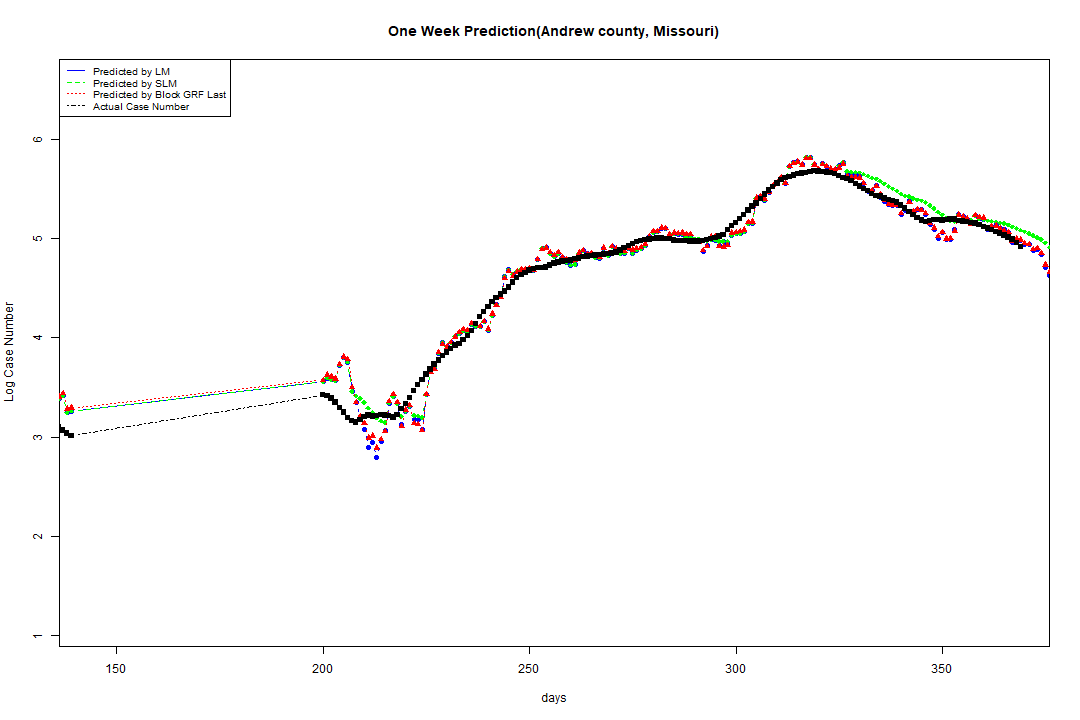 One Week Prediction(Andrew county, Missouri)
Predicted by LM
Predicted by SLM
Predicted by Block GRF Last
Actual Case Number
Log Case Number
6
5
4
3
2
1
150 200 250 300 350
days